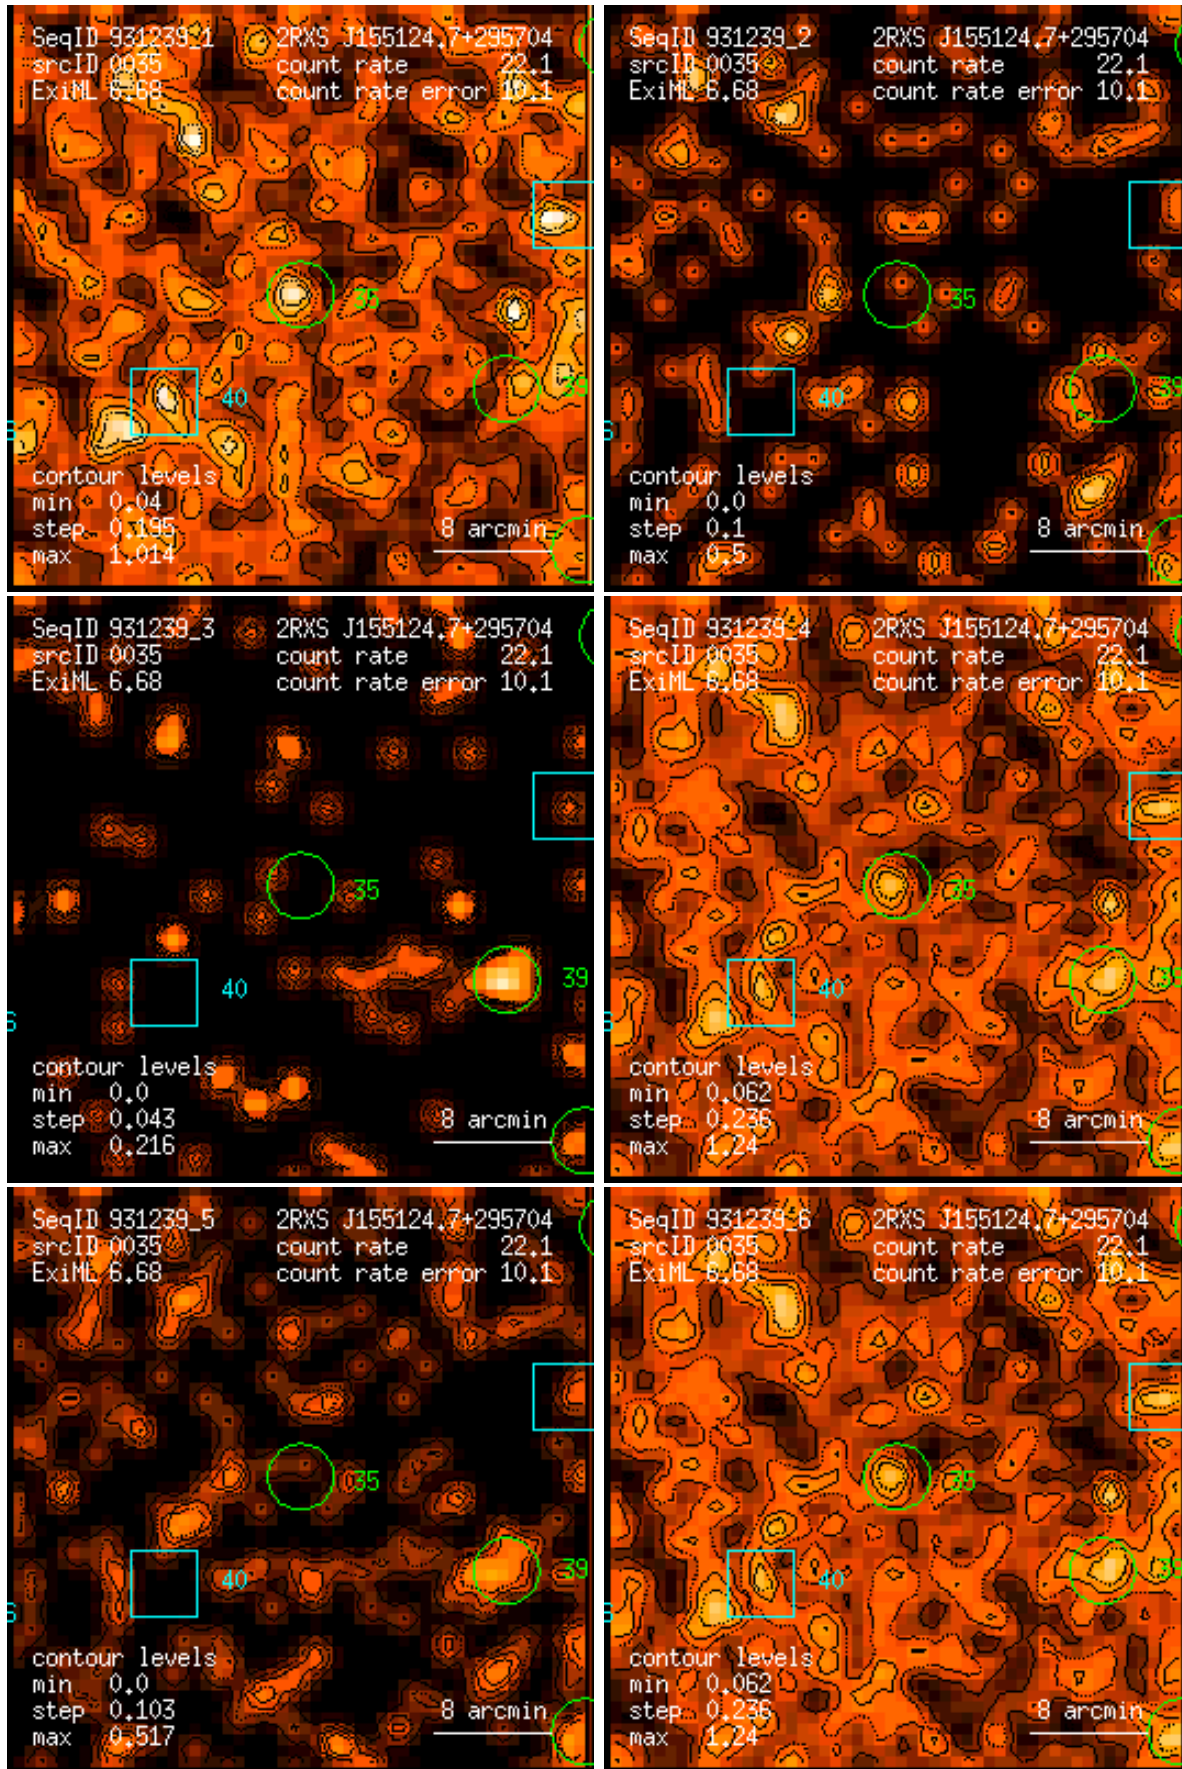 SeqID 931239_1 2RXS J155124.7+295704
srcID 0035 count rate 22.1
ExiML 6.68 count rate error 10.1
35
39
40
contour levels
min 0.04
step 0.195
max 1.014
8 arcmin
SeqID 931239_2 2RXS J155124.7+295704
srcID 0035 count rate 22.1
ExiML 6.68 count rate error 10.1
35
39
40
contour levels
min 0.0
step 0.1
max 0.5
8 arcmin
SeqID 931239_3 2RXS J155124.7+295704
srcID 0035 count rate 22.1
ExiML 6.68 count rate error 10.1
35
39
40
contour levels
min 0.0
step 0.043
max 0.216
8 arcmin
SeqID 931239_4 2RXS J155124.7+295704
srcID 0035 count rate 22.1
ExiML 6.68 count rate error 10.1
35
39
40
contour levels
min 0.062
step 0.236
max 1.24
8 arcmin
SeqID 931239_5 2RXS J155124.7+295704
srcID 0035 count rate 22.1
ExiML 6.68 count rate error 10.1
35
39
40
contour levels
min 0.0
step 0.103
max 0.517
8 arcmin
SeqID 931239_6 2RXS J155124.7+295704
srcID 0035 count rate 22.1
ExiML 6.68 count rate error 10.1
35
39
40
contour levels
min 0.062
step 0.236
max 1.24
8 arcmin